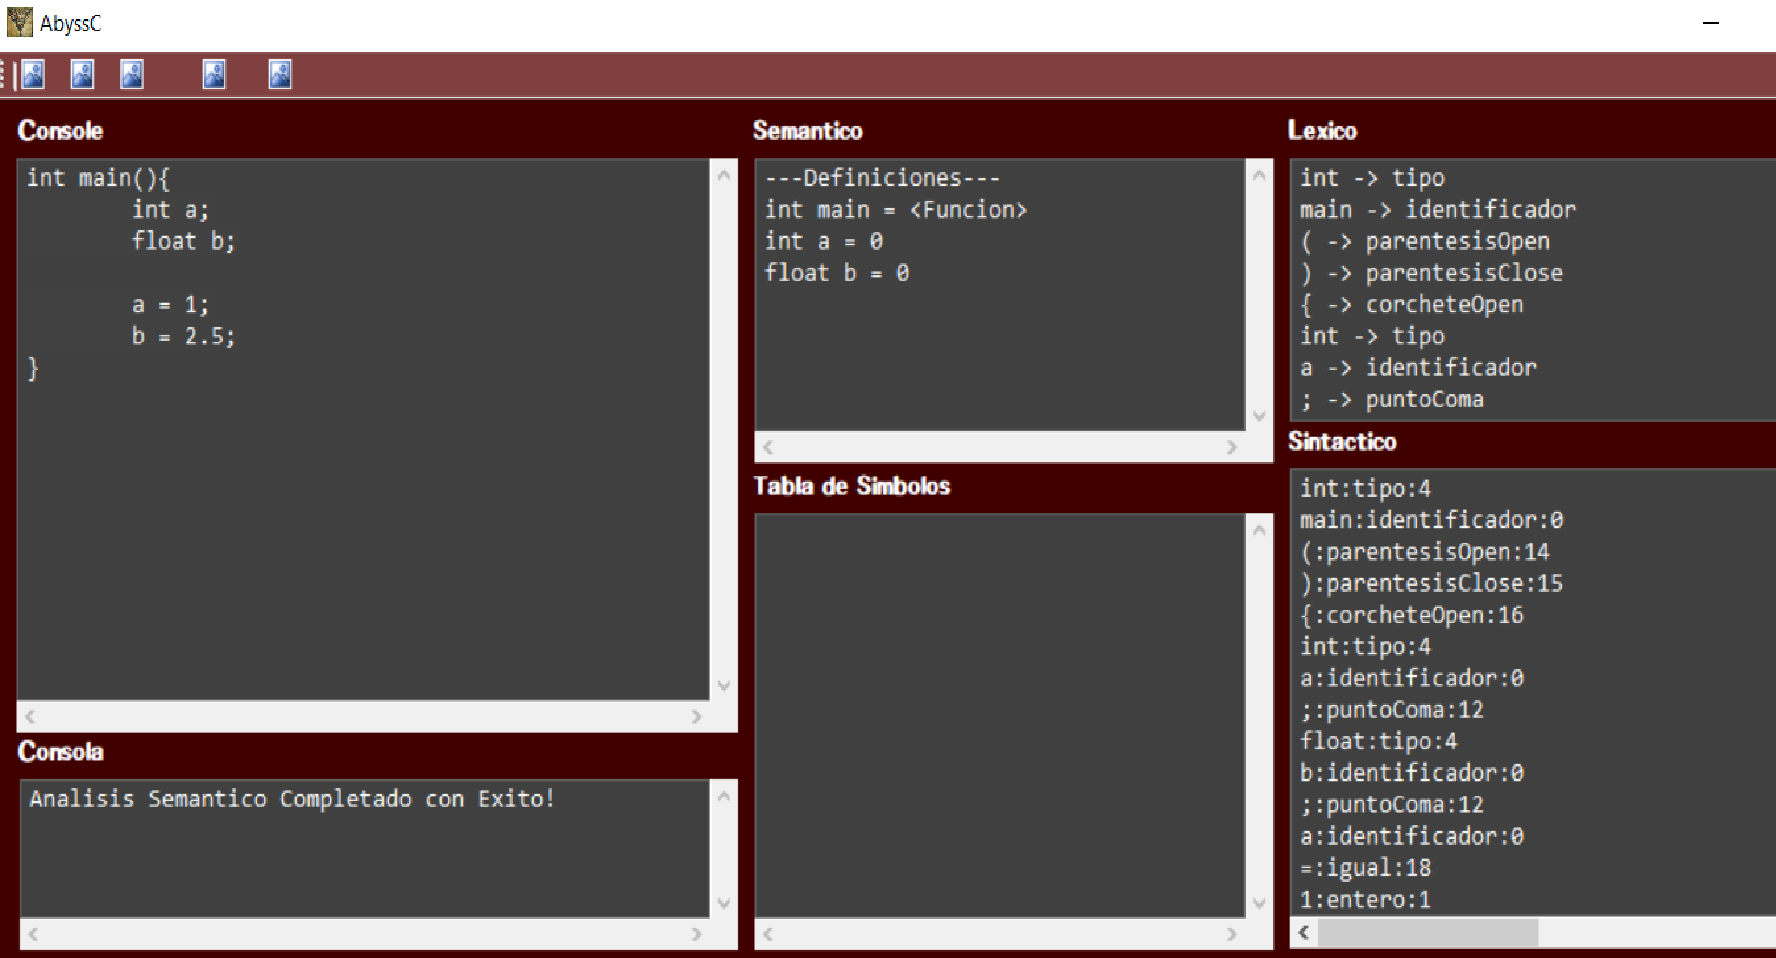 AbyssC
Console
int main(){
int a;
float b;
a = 1;
b = 2.5;
}
Consola
Analisis Semantico Completado con Exito!
Semantico
---Definiciones---
int main = <Funcion>
int a = 0
float b = 0
Tabla de Simbolos
Lexico
int -> tipo
main -> identificador
( -> parentesisOpen
) -> parentesisClose
{ -> corcheteOpen
int -> tipo
a -> identificador
; -> puntoComa
Sintactico
int:tipo:4
main:identificador:0
(:parentesisOpen:14
):parentesisClose:15
{:corcheteOpen:16
int:tipo:4
a:identificador:0
;:puntoComa:12
float:tipo:4
b:identificador:0
;:puntoComa:12
a:identificador:0
=:igual:18
1:entero:1